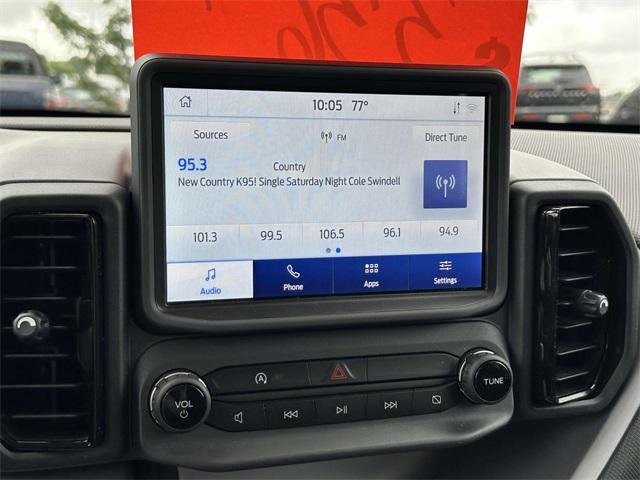 10:05 77°
Sources
FM
Direct Tune
95.3
Country
New Country K95! Single Saturday Night Cole Swindell
101.3 99.5 106.5 96.1 94.9
Audio Phone Apps Settings
VOL
TUNE